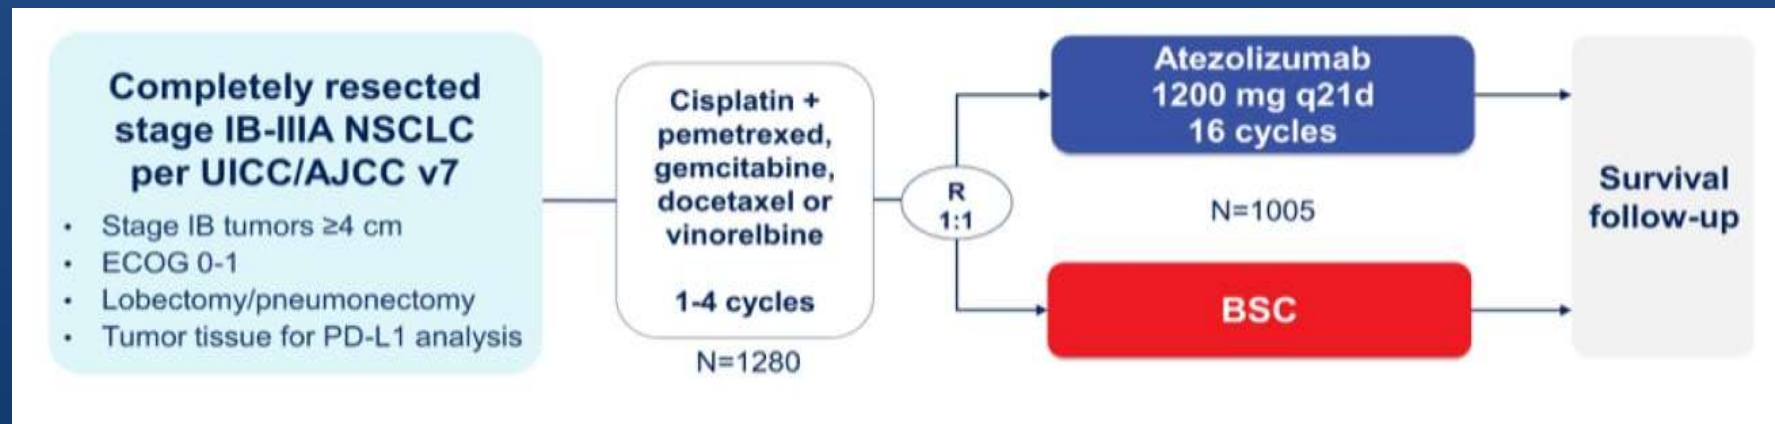 Completely resected
stage IB-IIIA NSCLC
per UICC/AJCC v7
• Stage IB tumors ≥4 cm
• ECOG 0-1
• Lobectomy/pneumonectomy
• Tumor tissue for PD-L1 analysis
Cisplatin +
pemetrexed,
gemcitabine,
docetaxel or
vinorelbine
1-4 cycles
N=1280
R
1:1
Atezolizumab
1200 mg q21d
16 cycles
N=1005
BSC
Survival
follow-up